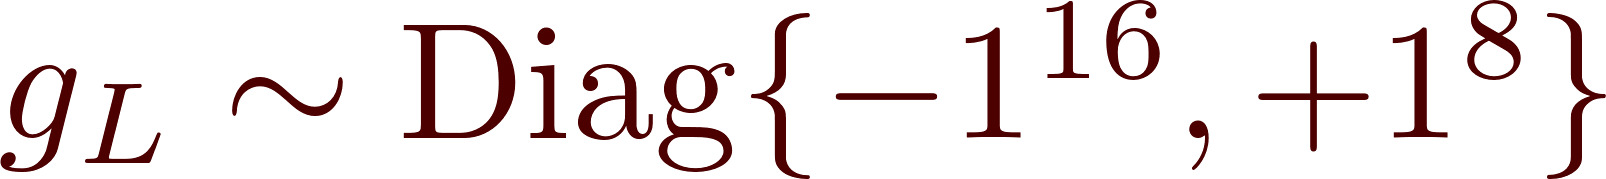 g_L ∼ Diag{−1^{16}, +1^8}